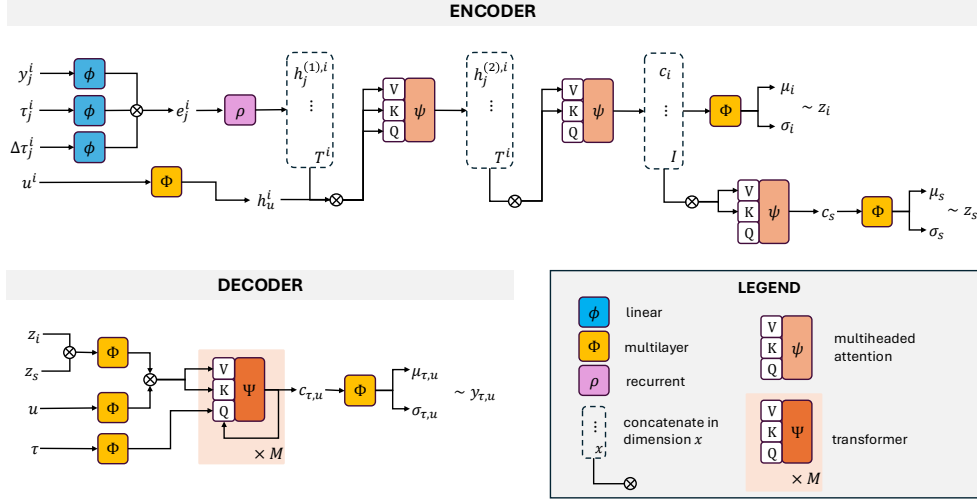 ENCODER
y_j^i
ϕ
τ_j^i
ϕ
Δτ_j^i
ϕ
e_j^i
ρ
u^i
Φ
h_u^i
h_j^{(1),i}
⋮
T^i
V
K
Q
ψ
h_j^{(2),i}
⋮
T^i
V
K
Q
ψ
c_i
⋮
I
Φ
μ_i
~ z_i
σ_i
V
K
Q
ψ
c_s
Φ
μ_s
~ z_s
σ_s
DECODER
z_i
z_s
Φ
u
Φ
τ
Φ
V
K
Q
Ψ
× M
c_{τ,u}
Φ
μ_{τ,u}
~ y_{τ,u}
σ_{τ,u}
LEGEND
ϕ linear
Φ multilayer
ρ recurrent
⋮
x
concatenate in
dimension x
V
K
Q
ψ
multiheaded
attention
V
K
Q
Ψ
transformer
× M